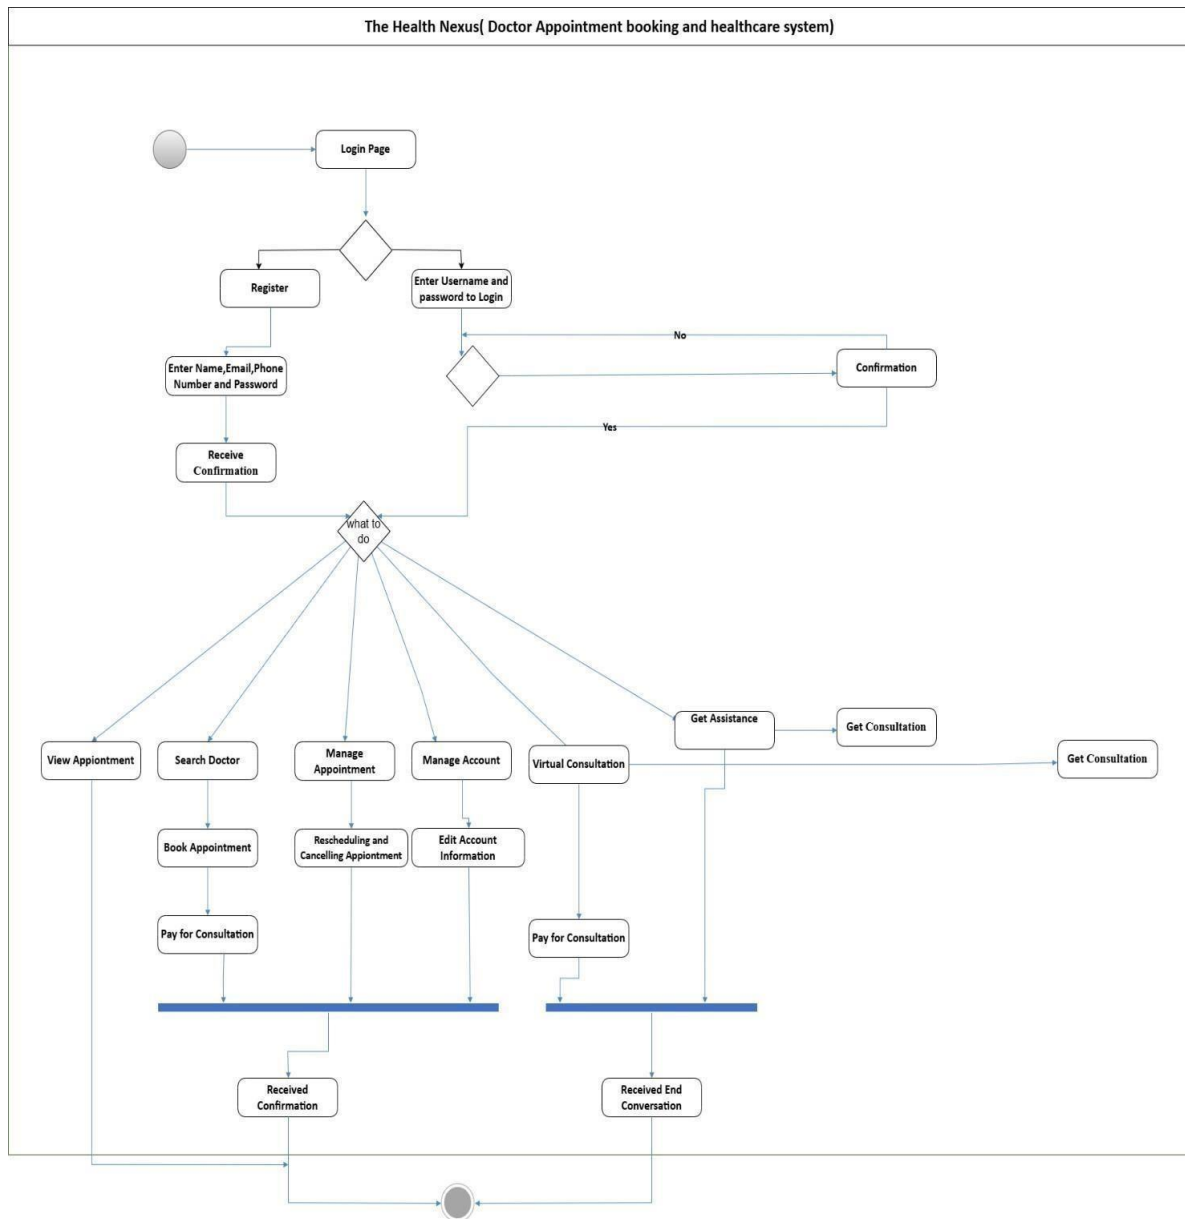 The Health Nexus( Doctor Appointment booking and healthcare system)
Login Page
Register
Enter Username and
password to Login
No
Enter Name,Email,Phone
Number and Password
Confirmation
Yes
Receive
Confirmation
what to
do
Get Assistance
Get Consultation
View Appiontment
Search Doctor
Manage
Appointment
Manage Account
Virtual Consultation
Get Consultation
Book Appointment
Rescheduling and
Cancelling Appiontment
Edit Account
Information
Pay for Consultation
Pay for Consultation
Received
Confirmation
Received End
Conversation